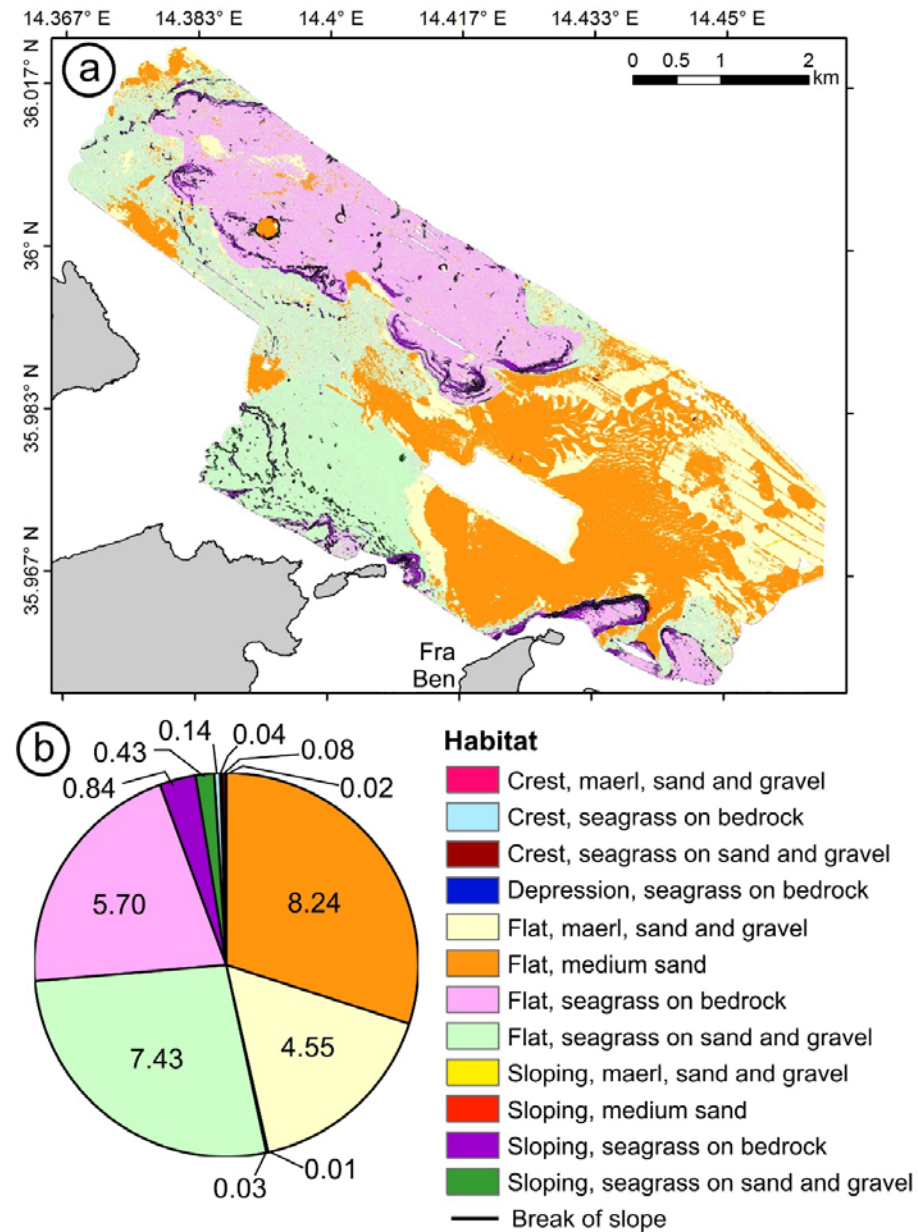 14.367° E 14.383° E 14.4° E 14.417° E 14.433° E 14.45° E
a
0 0.5 1 2
km
36.017° N
36° N
35.983° N
35.967° N
Fra
Ben
b
0.14 0.04
0.43 0.08
0.84 0.02
5.70 8.24
7.43 4.55
0.03 0.01
Habitat
Crest, maerl, sand and gravel
Crest, seagrass on bedrock
Crest, seagrass on sand and gravel
Depression, seagrass on bedrock
Flat, maerl, sand and gravel
Flat, medium sand
Flat, seagrass on bedrock
Flat, seagrass on sand and gravel
Sloping, maerl, sand and gravel
Sloping, medium sand
Sloping, seagrass on bedrock
Sloping, seagrass on sand and gravel
Break of slope